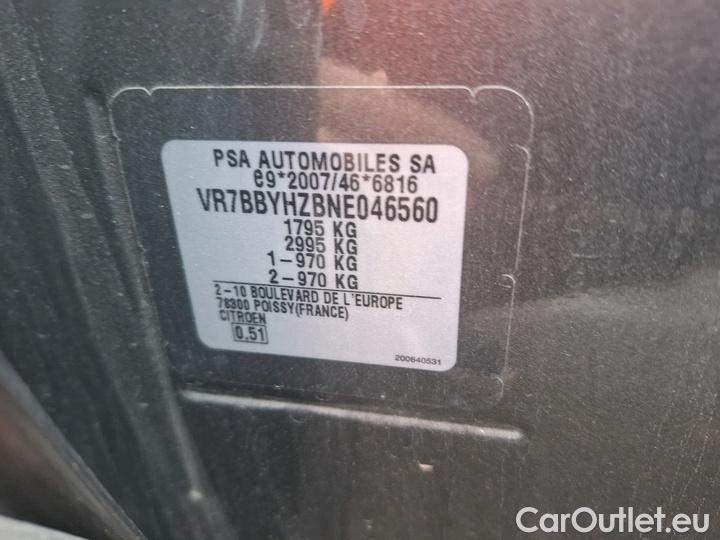 PSA AUTOMOBILES SA
e9*2007/46*6816
VR7BBYHZBNE046560
1795 KG
2995 KG
1-970 KG
2-970 KG
2-10 BOULEVARD DE L'EUROPE
78300 POISSY(FRANCE)
CITROEN
0.51
200640531
CarOutlet.eu